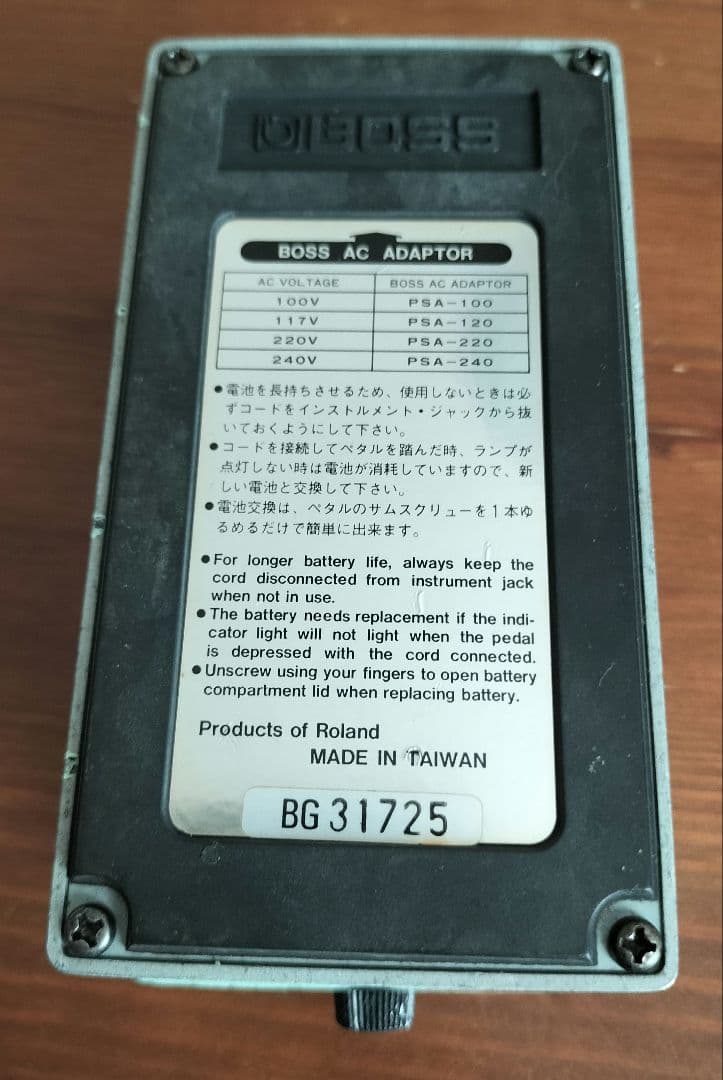 BOSS
BOSS AC ADAPTOR
AC VOLTAGE BOSS AC ADAPTOR
100V PSA-100
117V PSA-120
220V PSA-220
240V PSA-240
●電池を長持ちさせるため、使用しないときは必
ずコードをインストルメント・ジャックから抜
いておくようにして下さい。
●コードを接続してペタルを踏んだ時、ランプが
点灯しない時は電池が消耗していますので、新
しい電池と交換して下さい。
●電池交換は、ペタルのサムスクリューを1本ゆ
るめるだけで簡単に出来ます。
●For longer battery life, always keep the
cord disconnected from instrument jack
when not in use.
●The battery needs replacement if the indi-
cator light will not light when the pedal
is depressed with the cord connected.
●Unscrew using your fingers to open battery
compartment lid when replacing battery.
Products of Roland
MADE IN TAIWAN
BG31725